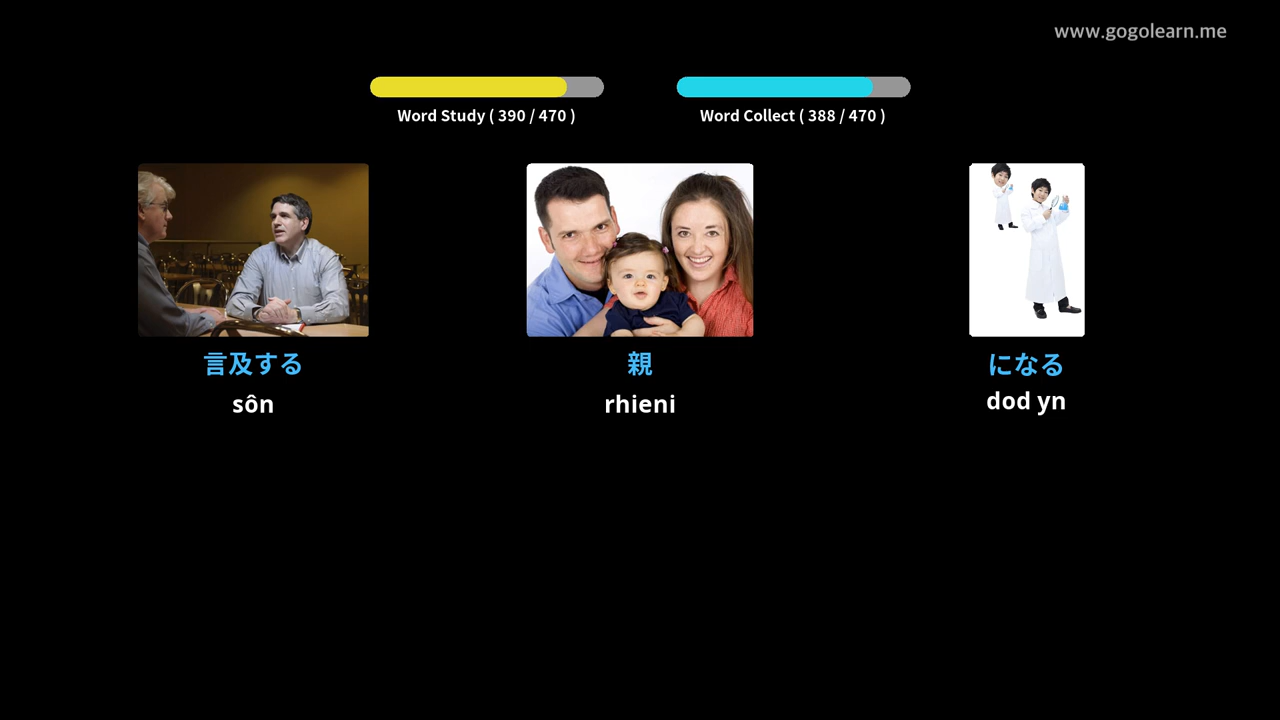 www.gogolearn.me
Word Study ( 390 / 470 )
Word Collect ( 388 / 470 )
言及する
親
になる
sôn
rhieni
dod yn